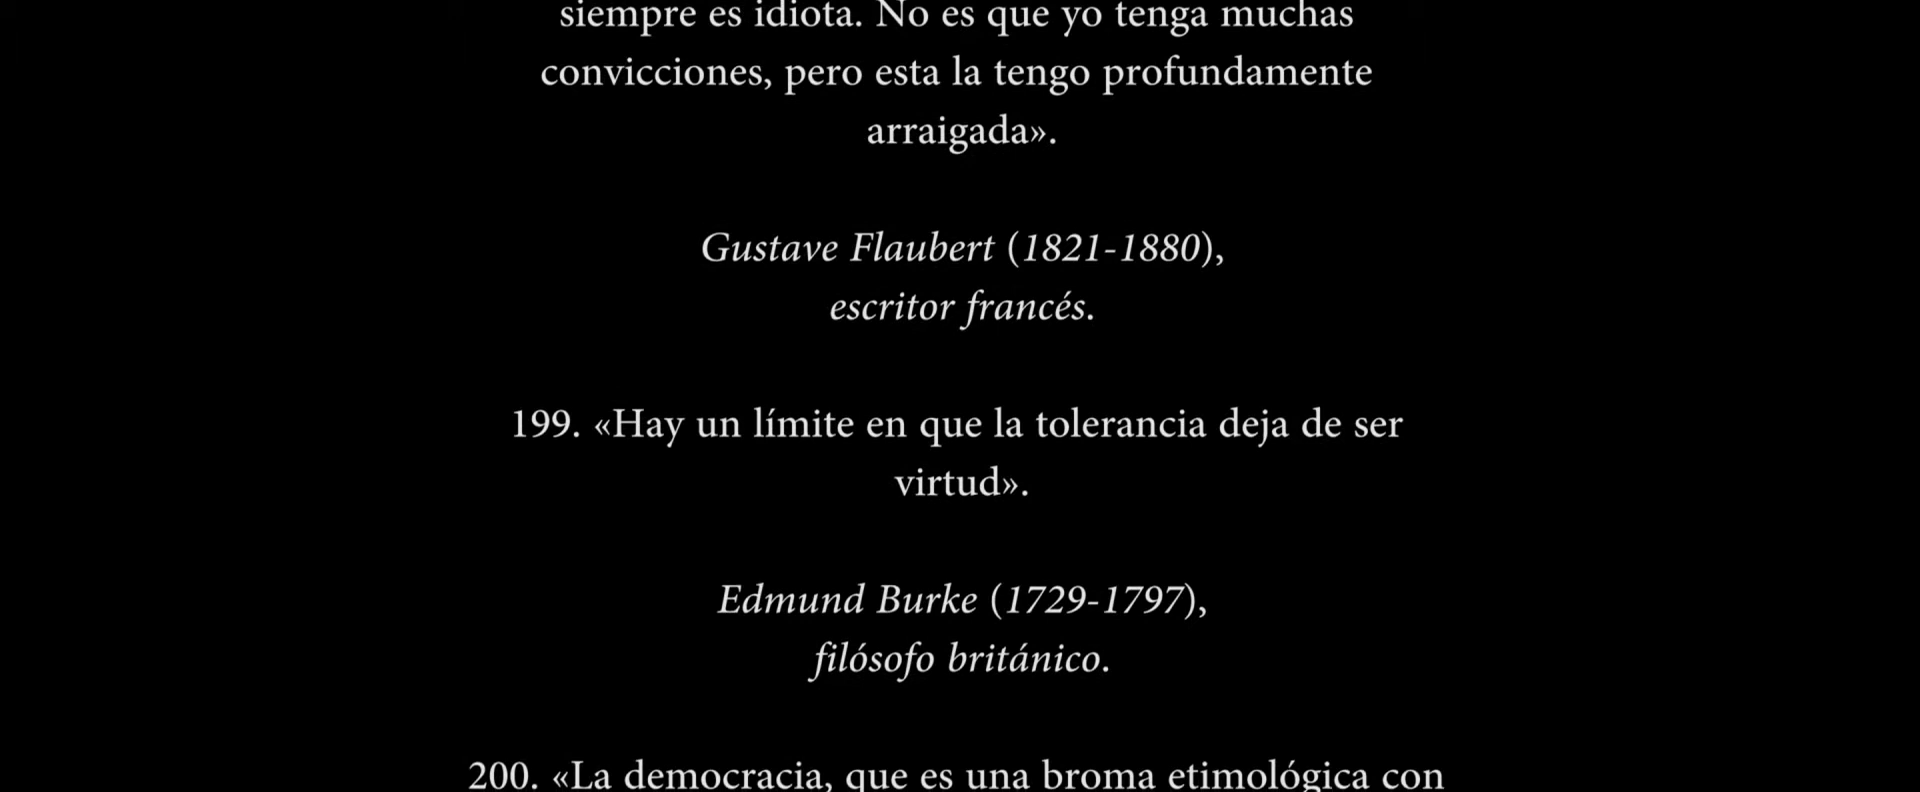 siempre es idiota. No es que yo tenga muchas
convicciones, pero esta la tengo profundamente
arraigada».
Gustave Flaubert (1821-1880),
escritor francés.
199. «Hay un límite en que la tolerancia deja de ser
virtud».
Edmund Burke (1729-1797),
filósofo británico.
200. «La democracia, que es una broma etimológica con